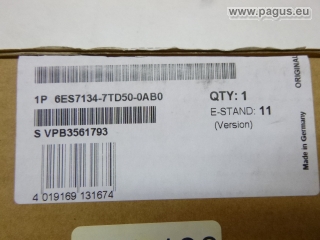 www.pagus.eu
1P 6ES7134-7TD50-0AB0
QTY: 1
S VPB3561793
E-STAND: 11
(Version)
4 019169 131674
Made in Germany
ORIGINAL